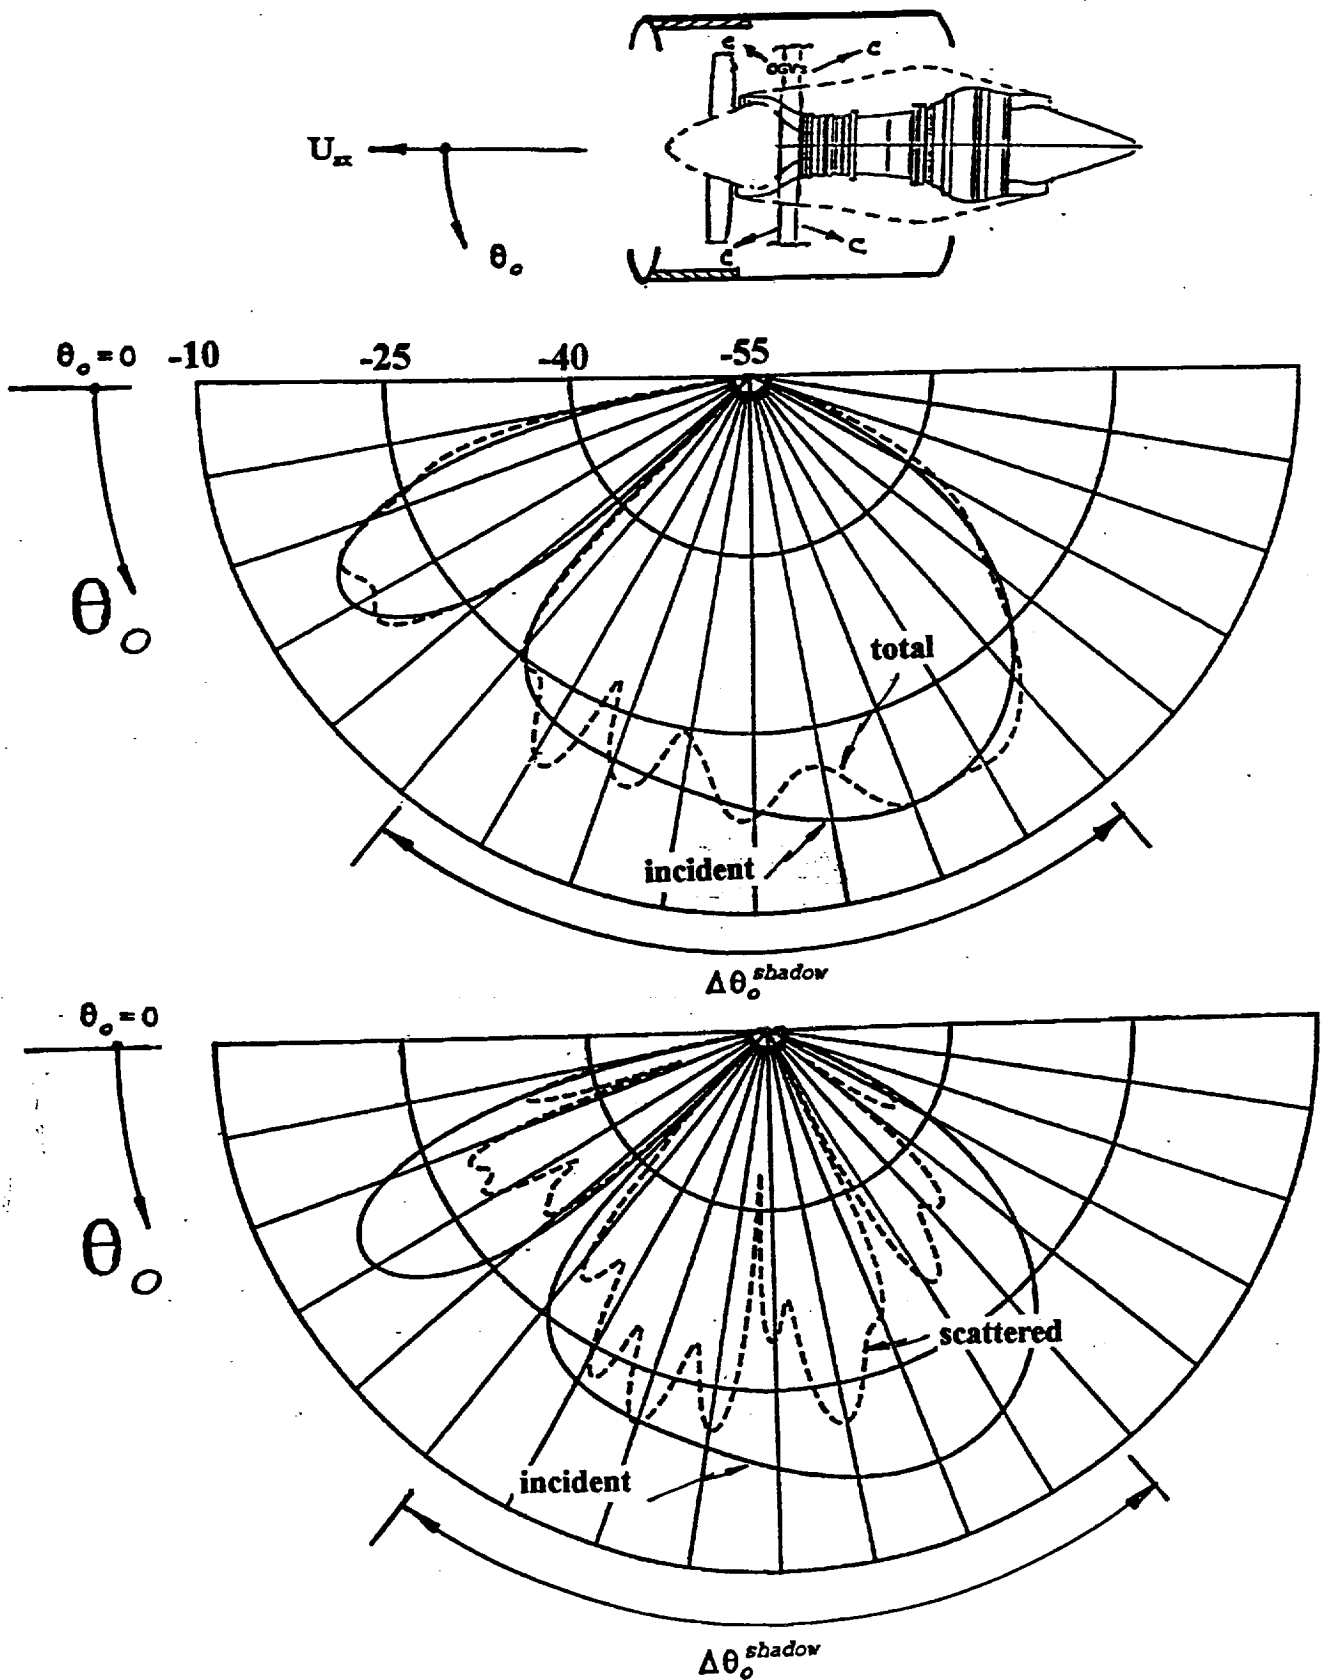 c
c
OGVs
U
θₒ
c
c
θₒ = 0
-10
-25
-40
-55
θₒ
total
incident
Δθₒ^shadow
θₒ = 0
θₒ
scattered
incident
Δθₒ^shadow